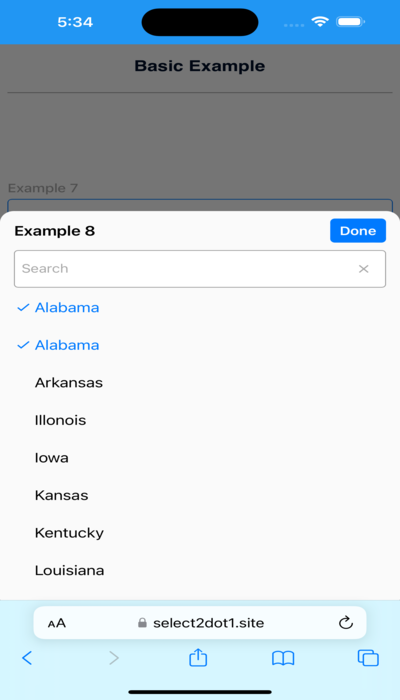 5:34
Basic Example
Example 7
Example 8
Done
Search
Alabama
Alabama
Arkansas
Illonois
Iowa
Kansas
Kentucky
Louisiana
AA
select2dot1.site